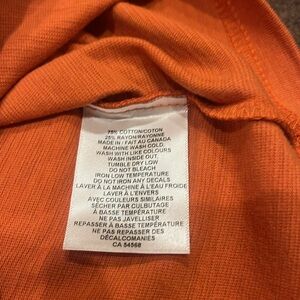 75% COTTON/COTON
25% RAYON/RAYONNE
MADE IN / FAIT AU CANADA
MACHINE WASH COLD.
WASH WITH LIKE COLOURS
WASH INSIDE OUT
TUMBLE DRY LOW
DO NOT BLEACH
IRON LOW TEMPERATURE
DO NOT IRON ANY DECALS
LAVER À LA MACHINE À L'EAU FROIDE
LAVER À L'ENVERS
AVEC COULEURS SIMILAIRES
SÉCHER PAR CULBUTAGE
À BASSE TEMPÉRATURE
NE PAS JAVELLISER
REPASSER À BASSE TEMPÉRATURE
NE PAS REPASSER DES
DÉCALCOMANIES
CA 54568